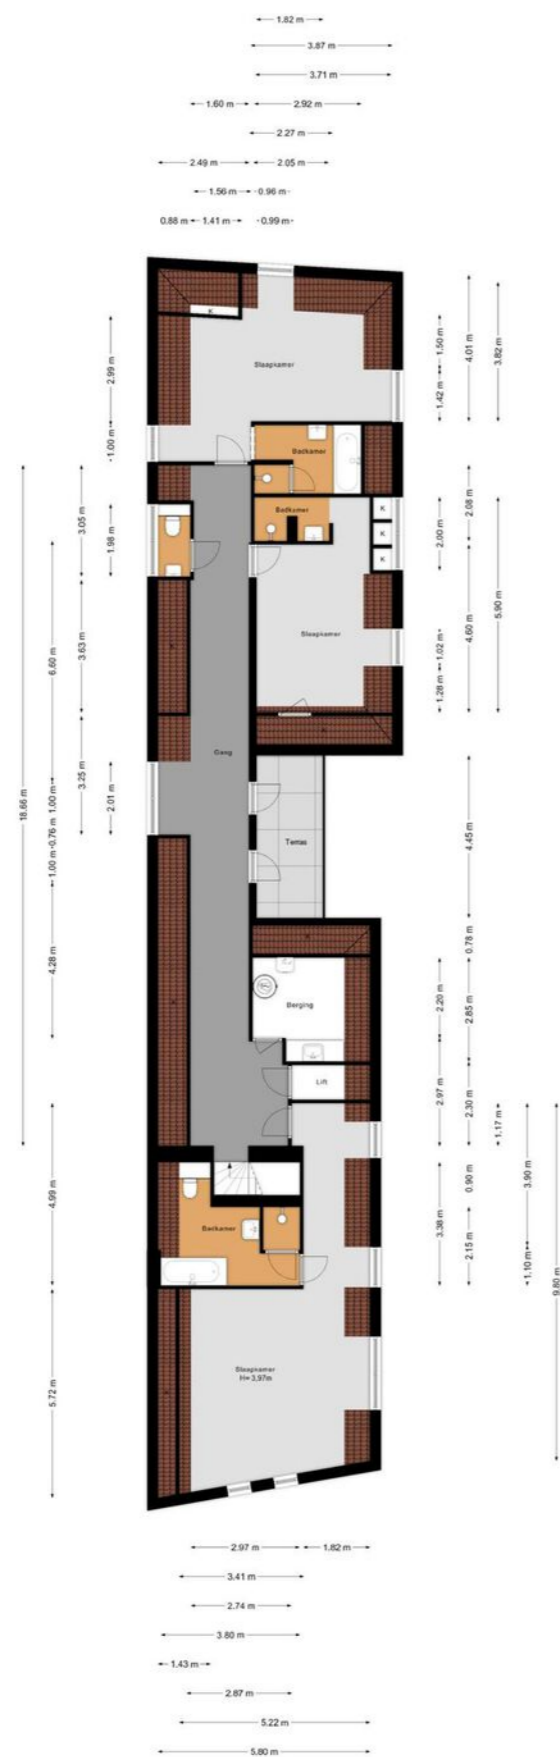 1.82 m
3.87 m
3.71 m
1.60 m
2.92 m
2.27 m
2.49 m
2.05 m
1.56 m
0.96 m
0.88 m
1.41 m
0.99 m
K
Slaapkamer
2.99 m
1.00 m
1.50 m
1.42 m
4.01 m
3.82 m
Badkamer
Badkamer
K
K
K
Slaapkamer
3.05 m
1.98 m
2.00 m
2.08 m
5.90 m
4.60 m
1.02 m
1.28 m
6.60 m
3.63 m
K
K
Gang
18.66 m
3.25 m
2.01 m
1.00 m
0.76 m
1.00 m
Terras
4.45 m
4.28 m
0.78 m
K
K
Berging
2.20 m
2.85 m
Lift
2.97 m
2.30 m
1.17 m
4.99 m
Badkamer
3.38 m
0.90 m
2.15 m
3.90 m
1.10 m
9.80 m
5.72 m
Slaapkamer
H= 3,97m
2.97 m
1.82 m
3.41 m
2.74 m
3.80 m
1.43 m
2.87 m
5.22 m
5.80 m